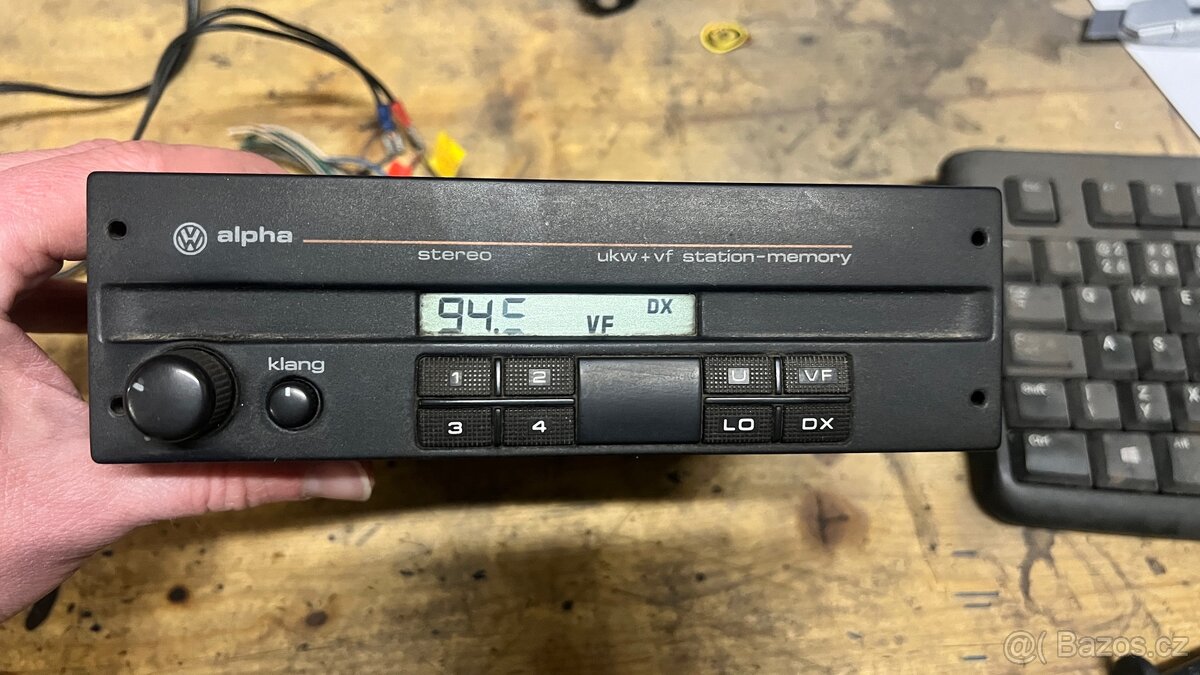 VW alpha
stereo
ukw+vf station-memory
94.5
VF
DX
klang
1
2
U
VF
3
4
LO
DX
Q
W
E
A
S
@( Bazos.cz